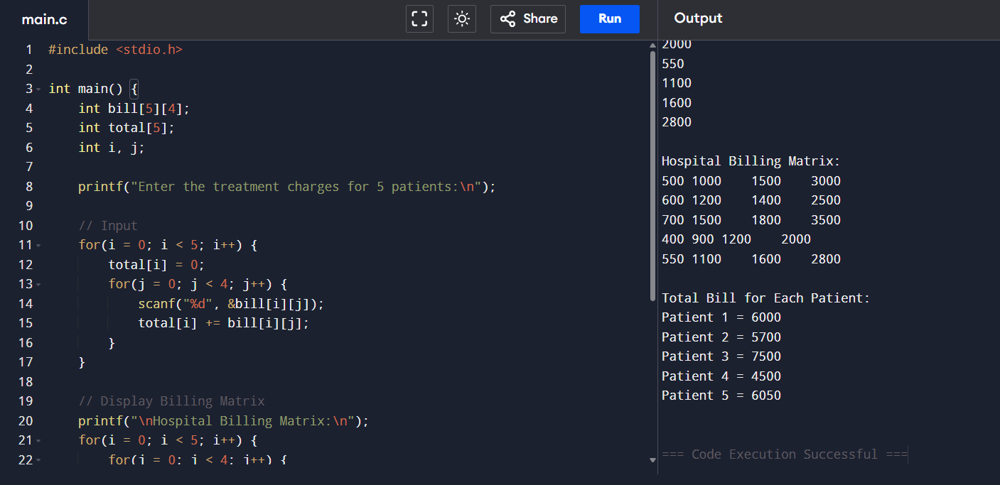 main.c
Share
Run
Output
1 #include <stdio.h>
2
3 int main() {
4     int bill[5][4];
5     int total[5];
6     int i, j;
7
8     printf("Enter the treatment charges for 5 patients:\n");
9
10     // Input
11     for(i = 0; i < 5; i++) {
12         total[i] = 0;
13         for(j = 0; j < 4; j++) {
14             scanf("%d", &bill[i][j]);
15             total[i] += bill[i][j];
16         }
17     }
18
19     // Display Billing Matrix
20     printf("\nHospital Billing Matrix:\n");
21     for(i = 0; i < 5; i++) {
22         for(j = 0; j < 4; j++) {
2000
550
1100
1600
2800

Hospital Billing Matrix:
500 1000    1500    3000
600 1200    1400    2500
700 1500    1800    3500
400 900 1200    2000
550 1100    1600    2800

Total Bill for Each Patient:
Patient 1 = 6000
Patient 2 = 5700
Patient 3 = 7500
Patient 4 = 4500
Patient 5 = 6050

=== Code Execution Successful ===